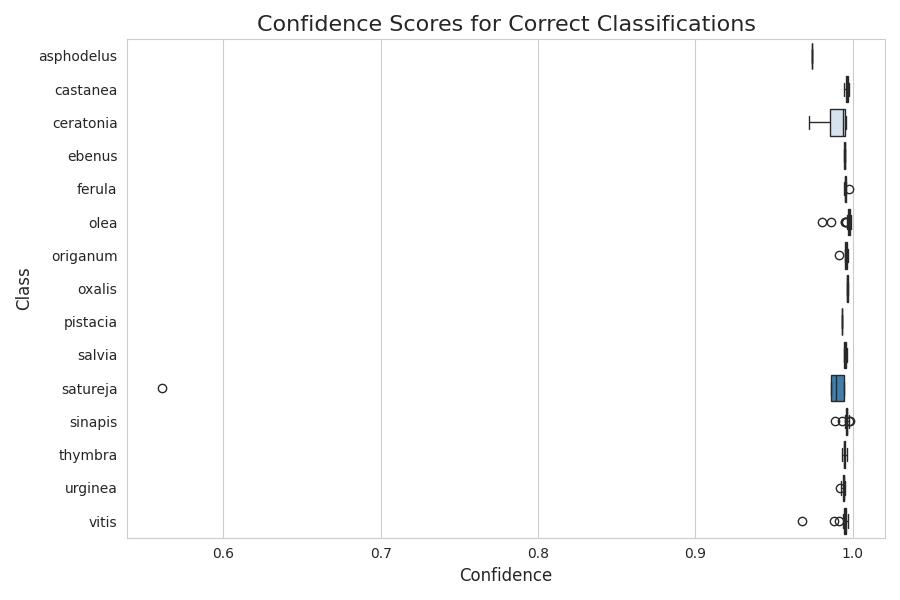 Confidence Scores for Correct Classifications
asphodelus
castanea
ceratonia
ebenus
ferula
olea
origanum
oxalis
pistacia
salvia
satureja
sinapis
thymbra
urginea
vitis
Class
0.6 0.7 0.8 0.9 1.0
Confidence